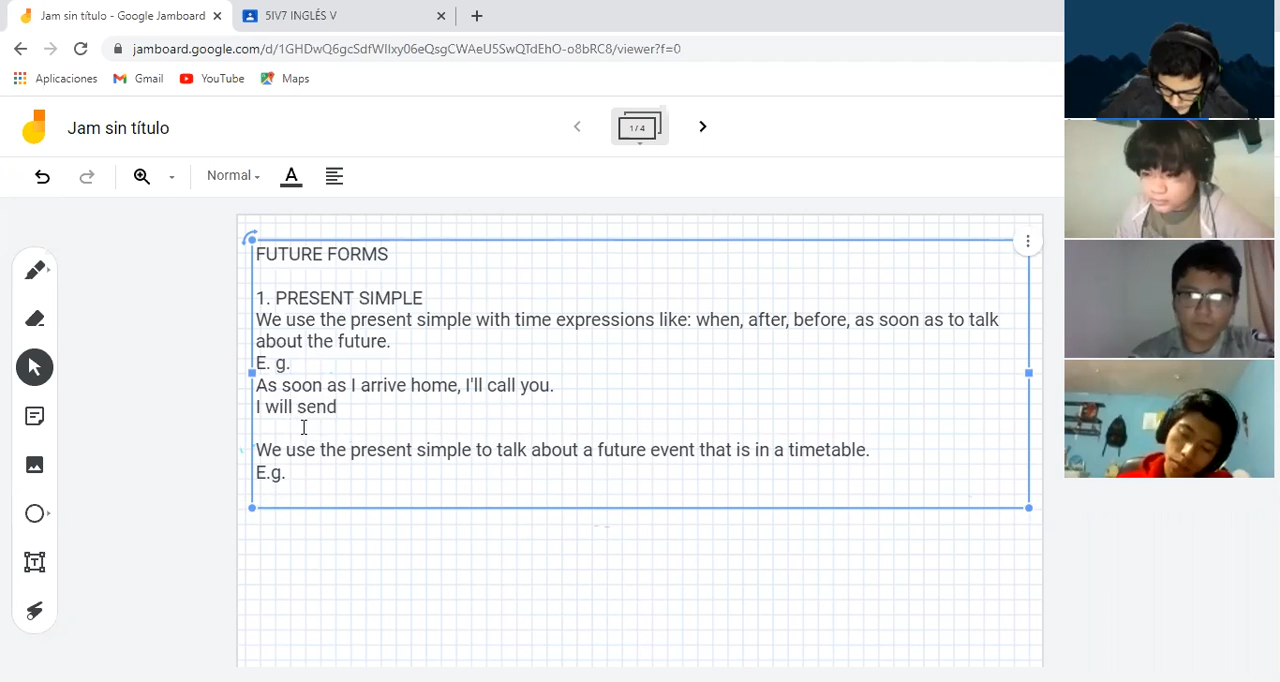 Jam sin título - Google Jamboard
5IV7 INGLÉS V
jamboard.google.com/d/1GHDwQ6gcSdfWIlxy06eQsgCWAeU5SwQTdEhO-o8bRC8/viewer?f=0
Aplicaciones Gmail YouTube Maps
Jam sin título
1 / 4
Normal
FUTURE FORMS
1. PRESENT SIMPLE
We use the present simple with time expressions like: when, after, before, as soon as to talk
about the future.
E. g.
As soon as I arrive home, I'll call you.
I will send
We use the present simple to talk about a future event that is in a timetable.
E.g.